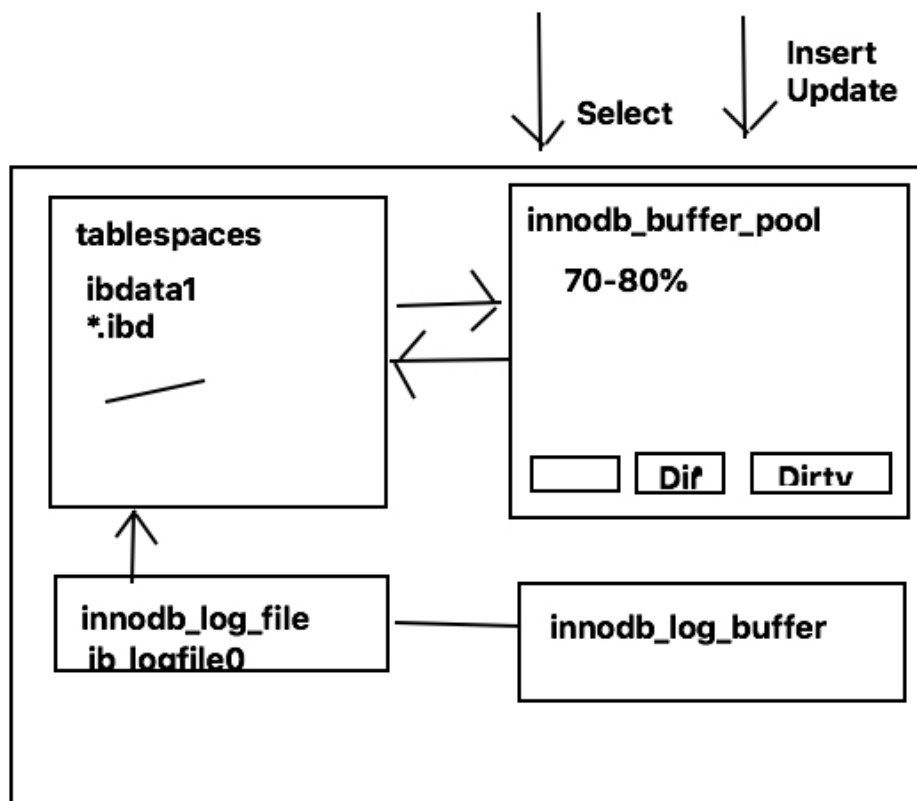 Insert
Update
Select
tablespaces
ibdata1
*.ibd
innodb_buffer_pool
70-80%
Dirty
innodb_log_file
ib_logfile0
innodb_log_buffer